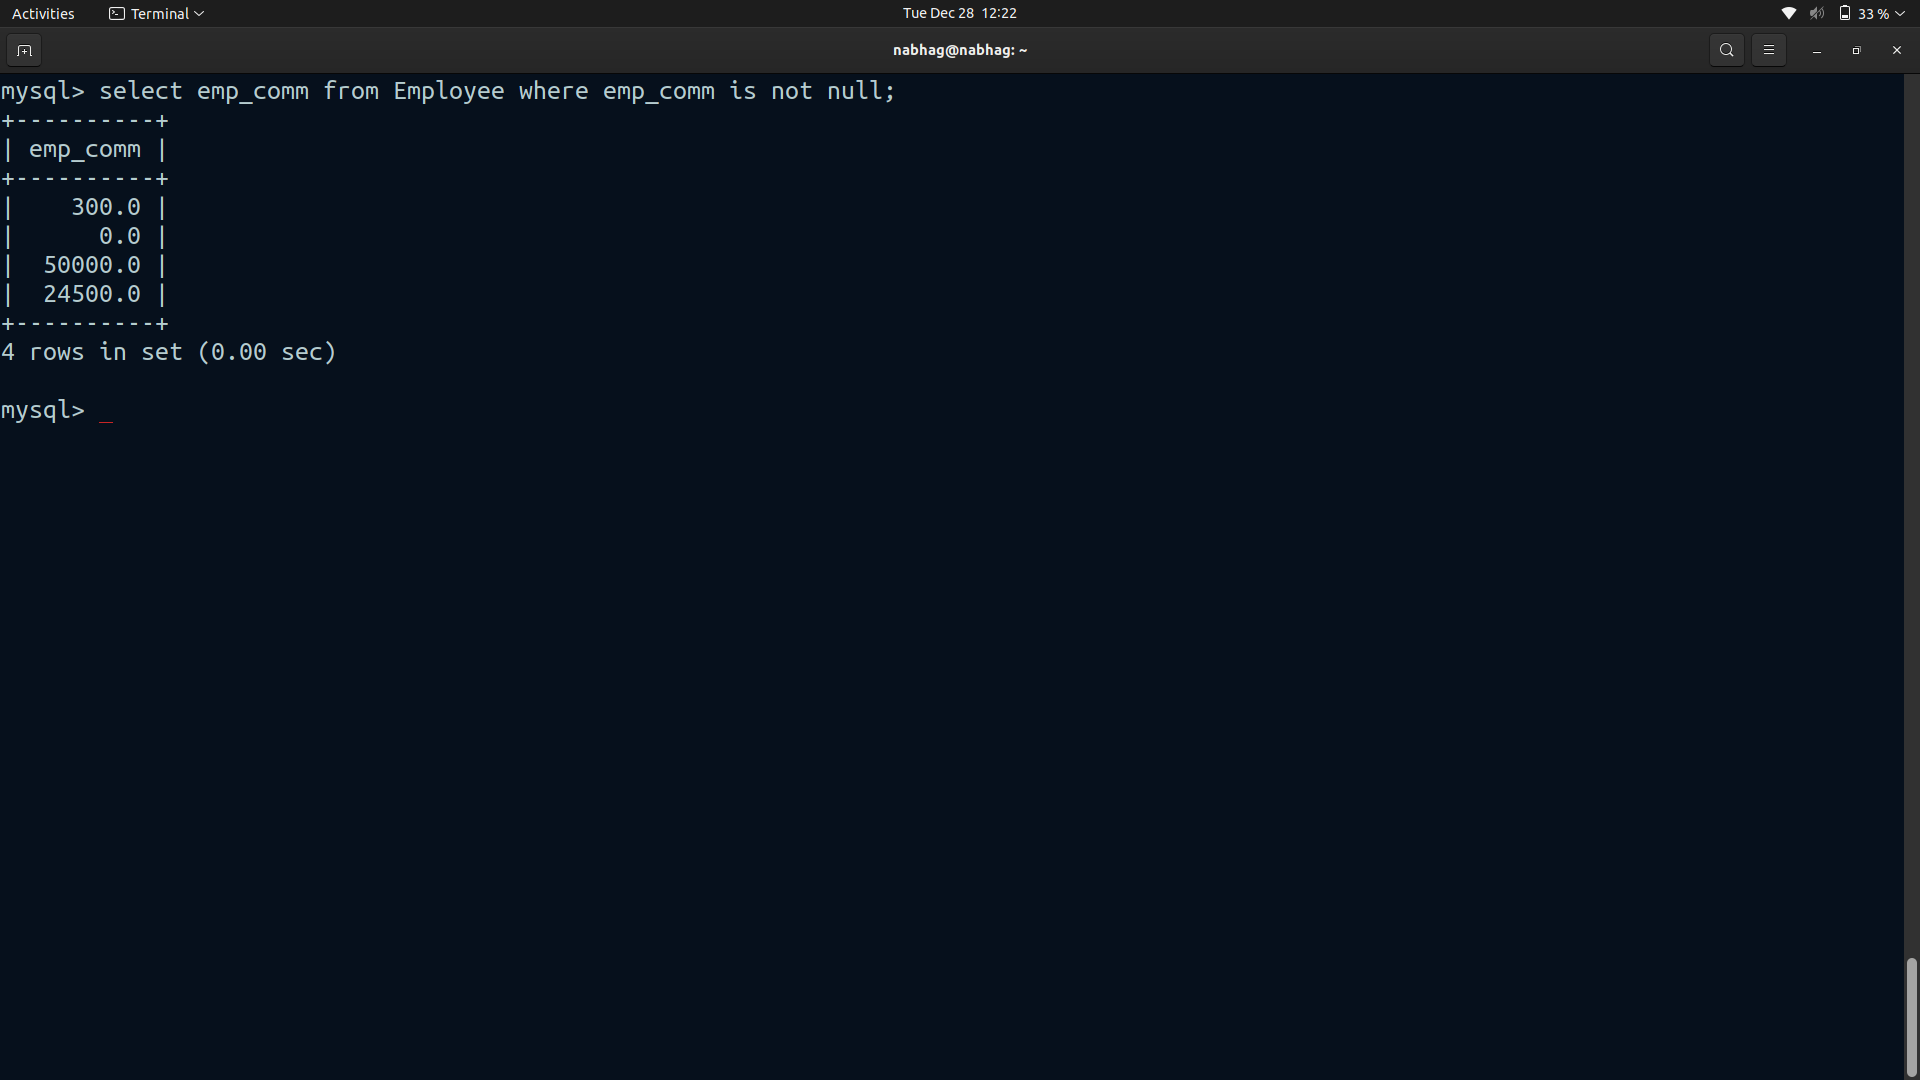 Activities Terminal Tue Dec 28 12:22 33 %
nabhag@nabhag: ~
mysql> select emp_comm from Employee where emp_comm is not null;
+----------+
| emp_comm |
+----------+
|    300.0 |
|      0.0 |
|  50000.0 |
|  24500.0 |
+----------+
4 rows in set (0.00 sec)
mysql> _